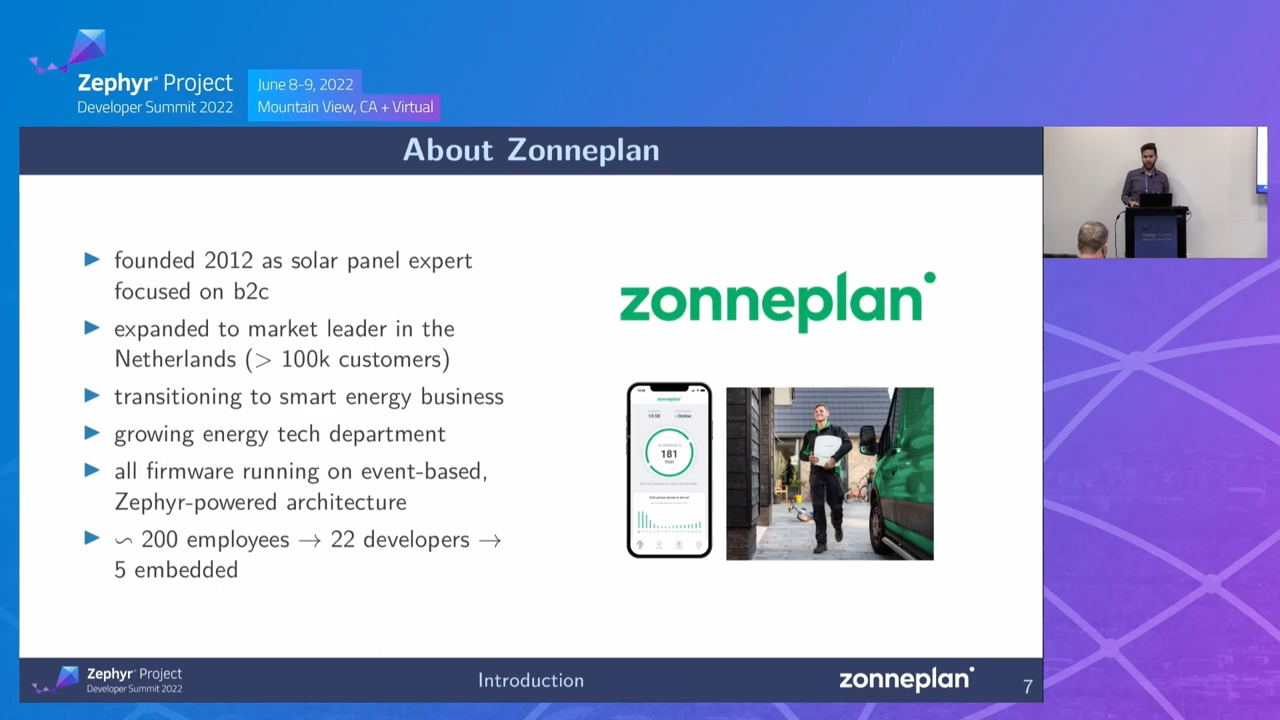 Zephyr® Project
Developer Summit 2022
June 8-9, 2022
Mountain View, CA + Virtual
About Zonneplan
founded 2012 as solar panel expert
focused on b2c
expanded to market leader in the
Netherlands (> 100k customers)
transitioning to smart energy business
growing energy tech department
all firmware running on event-based,
Zephyr-powered architecture
∽ 200 employees → 22 developers →
5 embedded
zonneplan
zonneplan
181
Watt
Zephyr® Project
Developer Summit 2022
Introduction
zonneplan
7